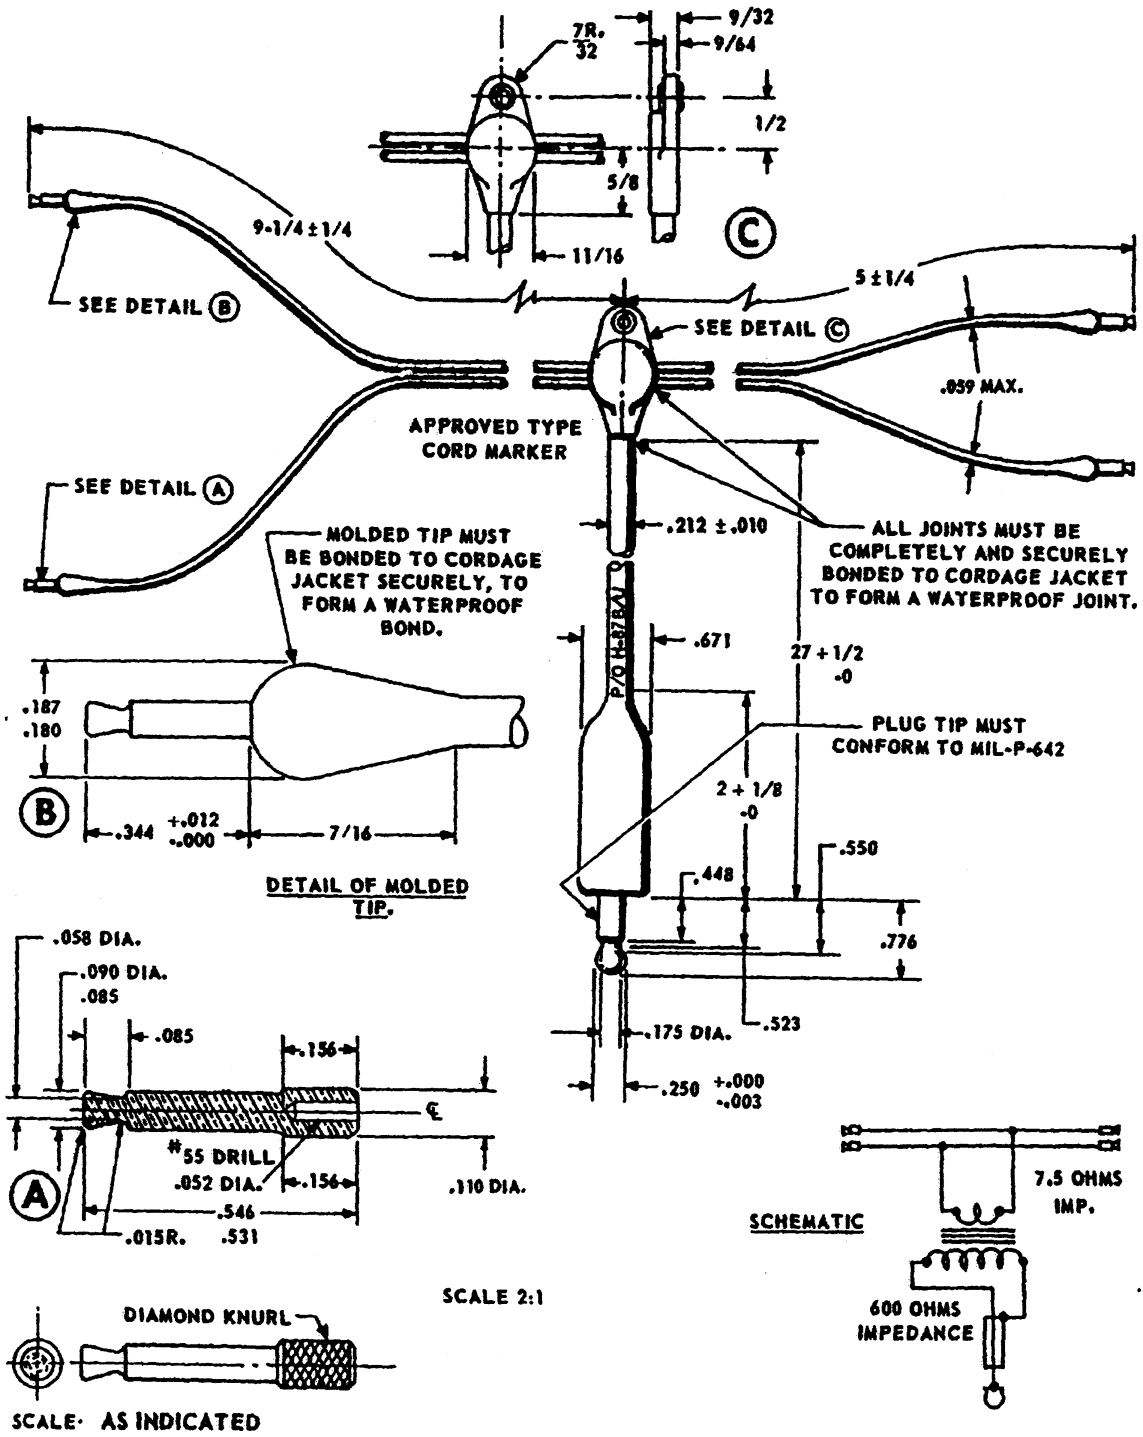 7R.
32
9/32
9/64
1/2
5/8
11/16
C
9-1/4 ± 1/4
5 ± 1/4
SEE DETAIL B
SEE DETAIL C
.059 MAX.
APPROVED TYPE
CORD MARKER
SEE DETAIL A
.212 ± .010
MOLDED TIP MUST
BE BONDED TO CORDAGE
JACKET SECURELY, TO
FORM A WATERPROOF
BOND.
ALL JOINTS MUST BE
COMPLETELY AND SECURELY
BONDED TO CORDAGE JACKET
TO FORM A WATERPROOF JOINT.
P/O H-87 B/U
.671
27 + 1/2
-0
.187
.180
PLUG TIP MUST
CONFORM TO MIL-P-642
2 + 1/8
-0
B
.344 +.012
-.000
7/16
.550
.448
DETAIL OF MOLDED
TIP.
.776
.058 DIA.
.090 DIA.
.085
.523
.085
.156
.175 DIA.
.250 +.000
-.003
℄
#55 DRILL
.052 DIA.
.156
.110 DIA.
A
.546
.531
.015R.
7.5 OHMS
IMP.
SCHEMATIC
SCALE 2:1
600 OHMS
IMPEDANCE
DIAMOND KNURL
SCALE· AS INDICATED